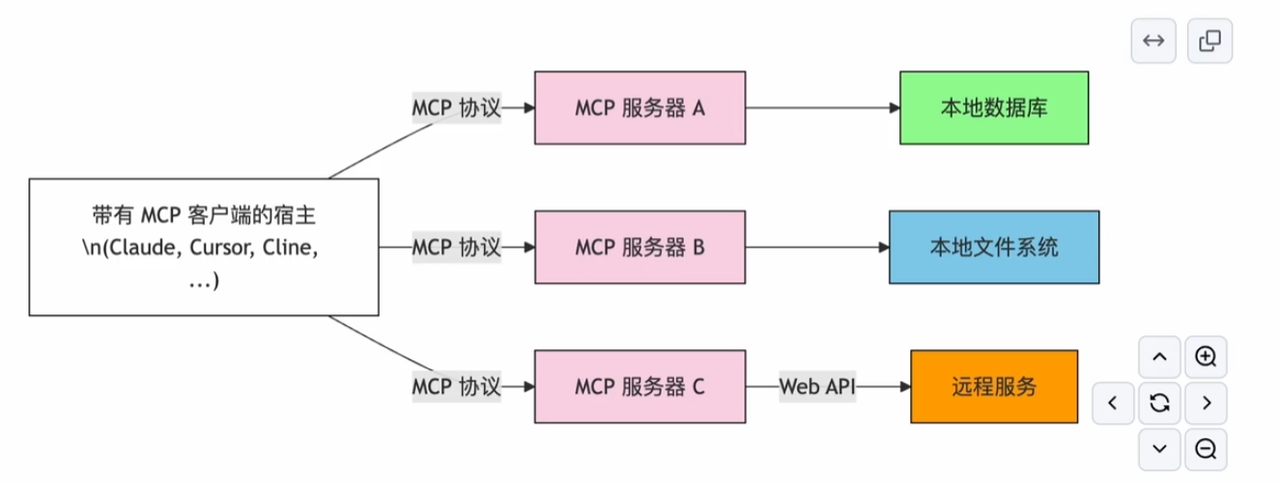 MCP 协议
MCP 服务器 A
本地数据库
带有 MCP 客户端的宿主
\n(Claude, Cursor, Cline,
...)
MCP 协议
MCP 服务器 B
本地文件系统
MCP 协议
MCP 服务器 C
Web API
远程服务